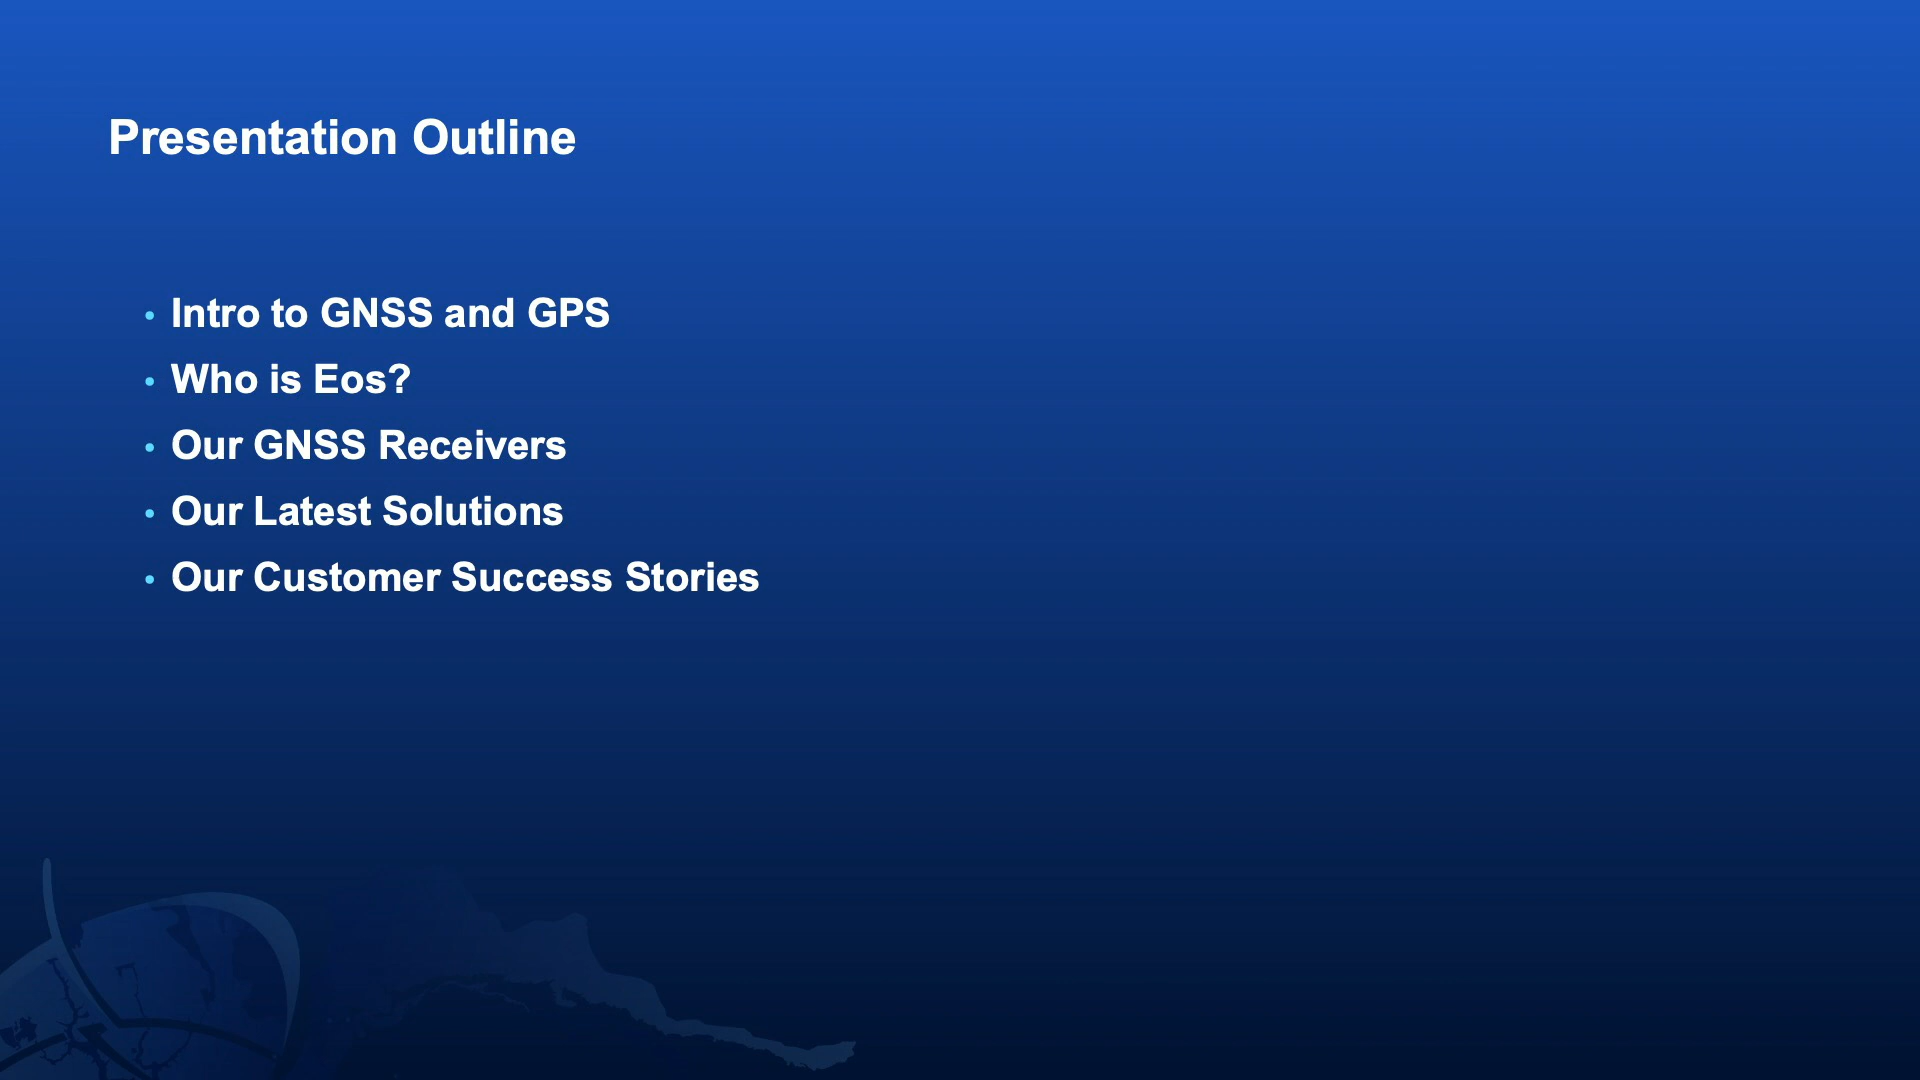 Presentation Outline
• Intro to GNSS and GPS
• Who is Eos?
• Our GNSS Receivers
• Our Latest Solutions
• Our Customer Success Stories